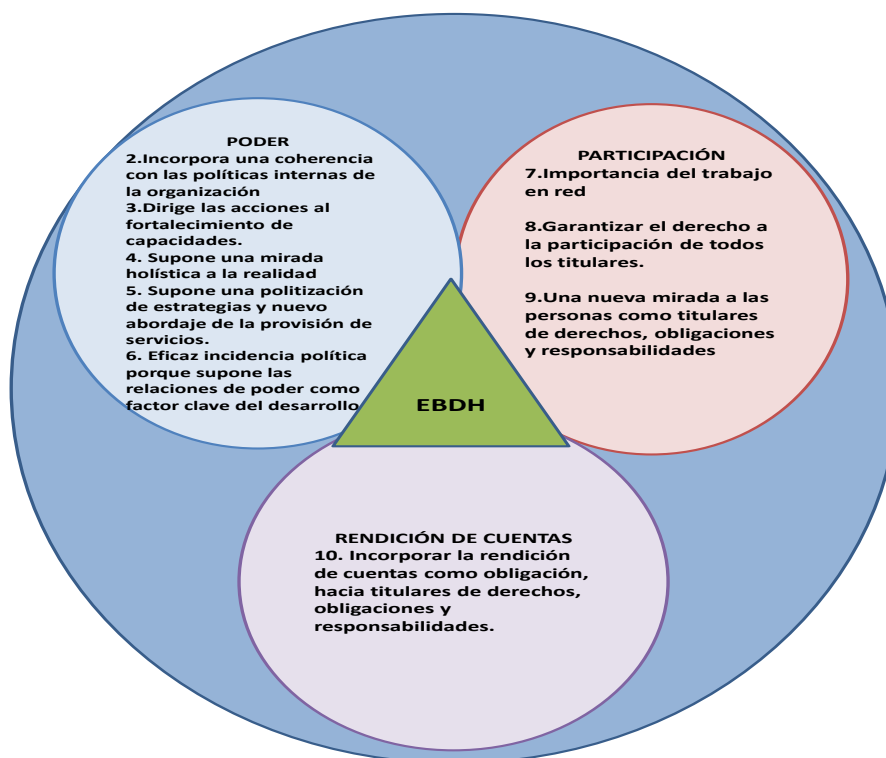 PODER
2.Incorpora una coherencia
con las políticas internas de
la organización
3.Dirige las acciones al
fortalecimiento de
capacidades.
4. Supone una mirada
holística a la realidad
5. Supone una politización
de estrategias y nuevo
abordaje de la provisión de
servicios.
6. Eficaz incidencia política
porque supone las
relaciones de poder como
factor clave del desarrollo
PARTICIPACIÓN
7.Importancia del trabajo
en red
8.Garantizar el derecho a
la participación de todos
los titulares.
9.Una nueva mirada a las
personas como titulares
de derechos, obligaciones
y responsabilidades
EBDH
RENDICIÓN DE CUENTAS
10. Incorporar la rendición
de cuentas como obligación,
hacia titulares de derechos,
obligaciones y
responsabilidades.